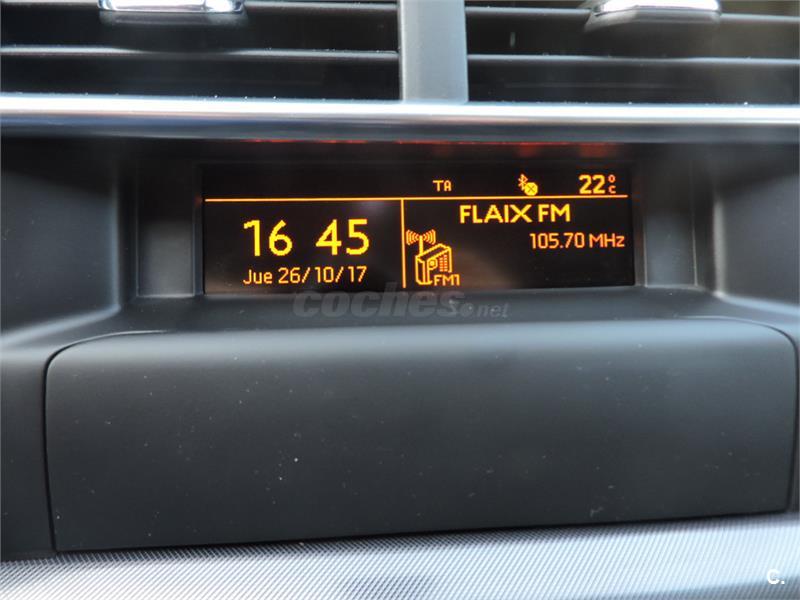 TA 22°C
16 45
Jue 26/10/17
FLAIX FM
105.70 MHz
FM1
coches.net
c.